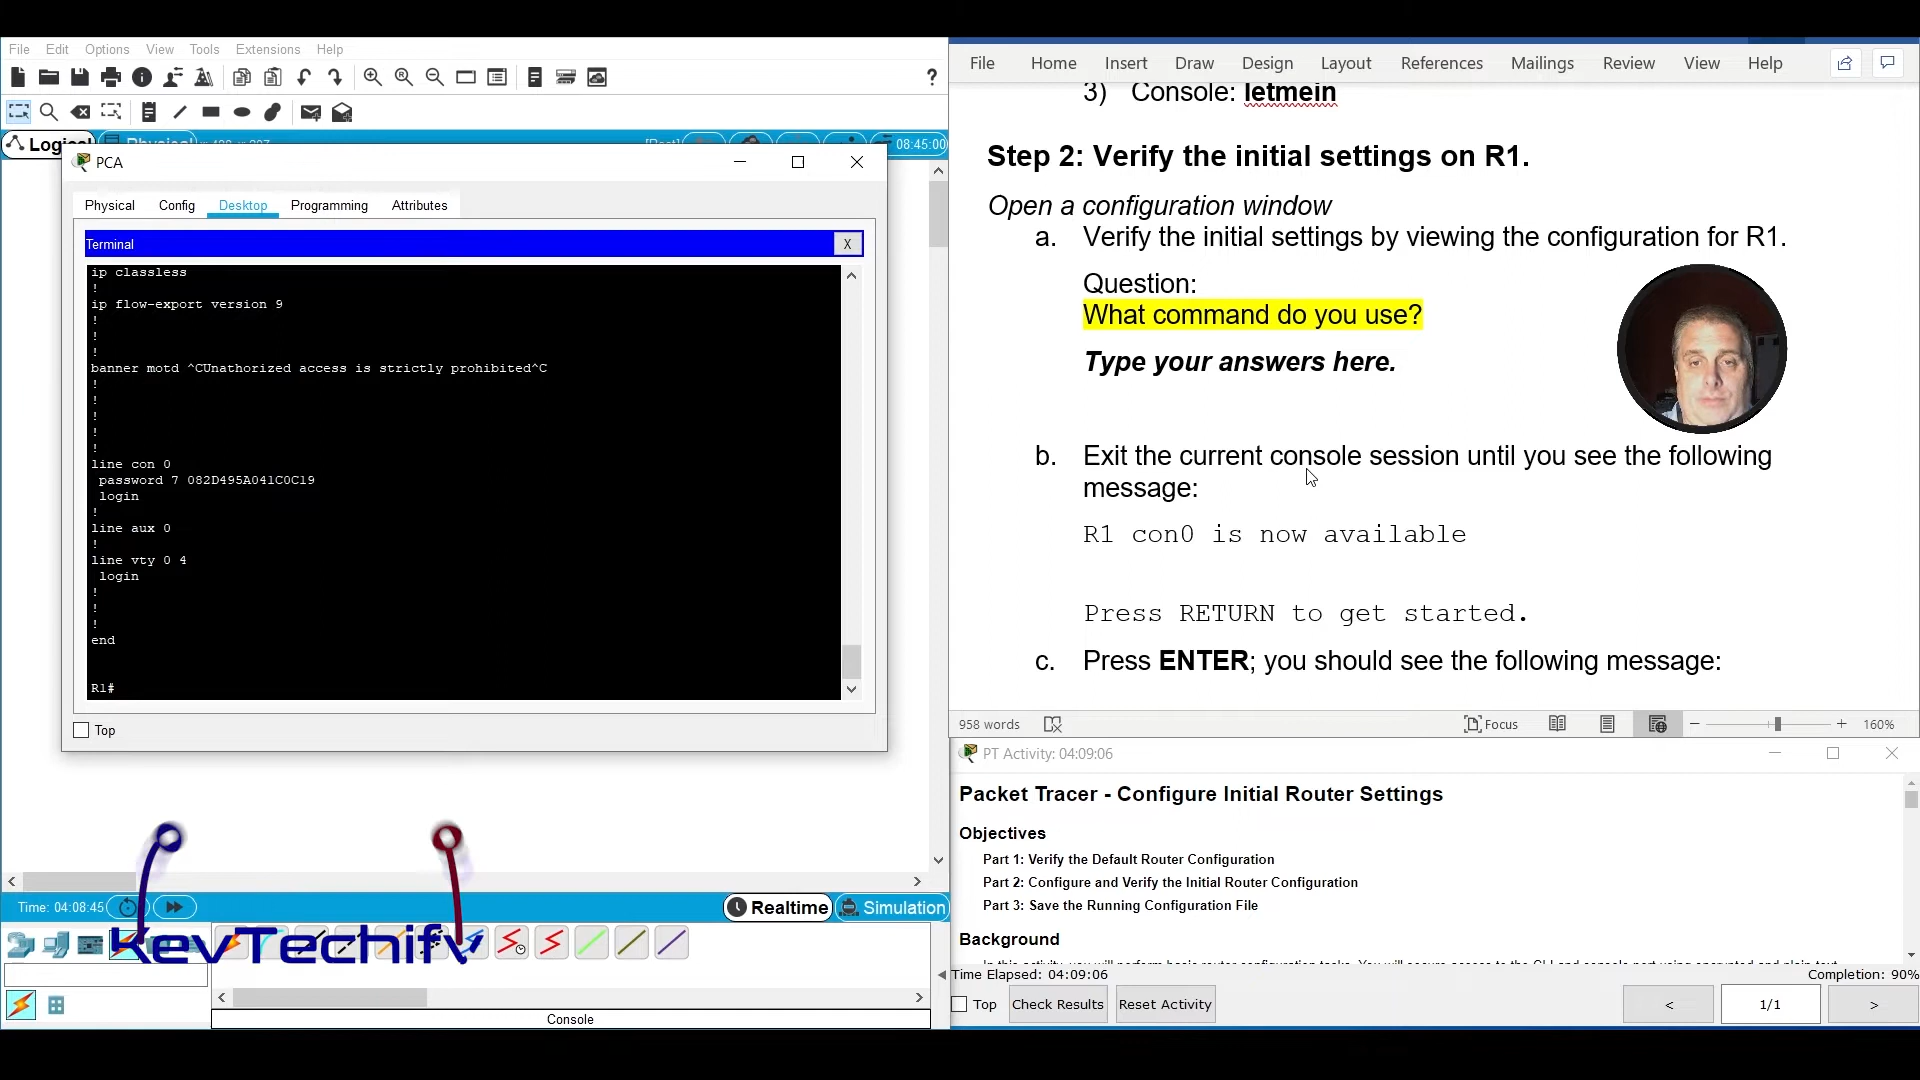 File Edit Options View Tools Extensions Help
?
Logical
08:45:00
PCA
Physical Config Desktop Programming Attributes
Terminal
X
ip classless
!
ip flow-export version 9
!
!
!
banner motd ^CUnathorized access is strictly prohibited^C
!
!
!
!
!
line con 0
password 7 082D495A041C0C19
login
!
line aux 0
!
line vty 0 4
login
!
!
!
end
R1#
Top
Time: 04:08:45
Realtime
Simulation
KevTechify
Console
File Home Insert Draw Design Layout References Mailings Review View Help
3) Console: letmein
Step 2: Verify the initial settings on R1.
Open a configuration window
a. Verify the initial settings by viewing the configuration for R1.
Question:
What command do you use?
Type your answers here.
b. Exit the current console session until you see the following
message:
R1 con0 is now available
Press RETURN to get started.
c. Press ENTER; you should see the following message:
958 words
Focus
160%
PT Activity: 04:09:06
Packet Tracer - Configure Initial Router Settings
Objectives
Part 1: Verify the Default Router Configuration
Part 2: Configure and Verify the Initial Router Configuration
Part 3: Save the Running Configuration File
Background
Time Elapsed: 04:09:06
Completion: 90%
Top
Check Results
Reset Activity
<
1/1
>